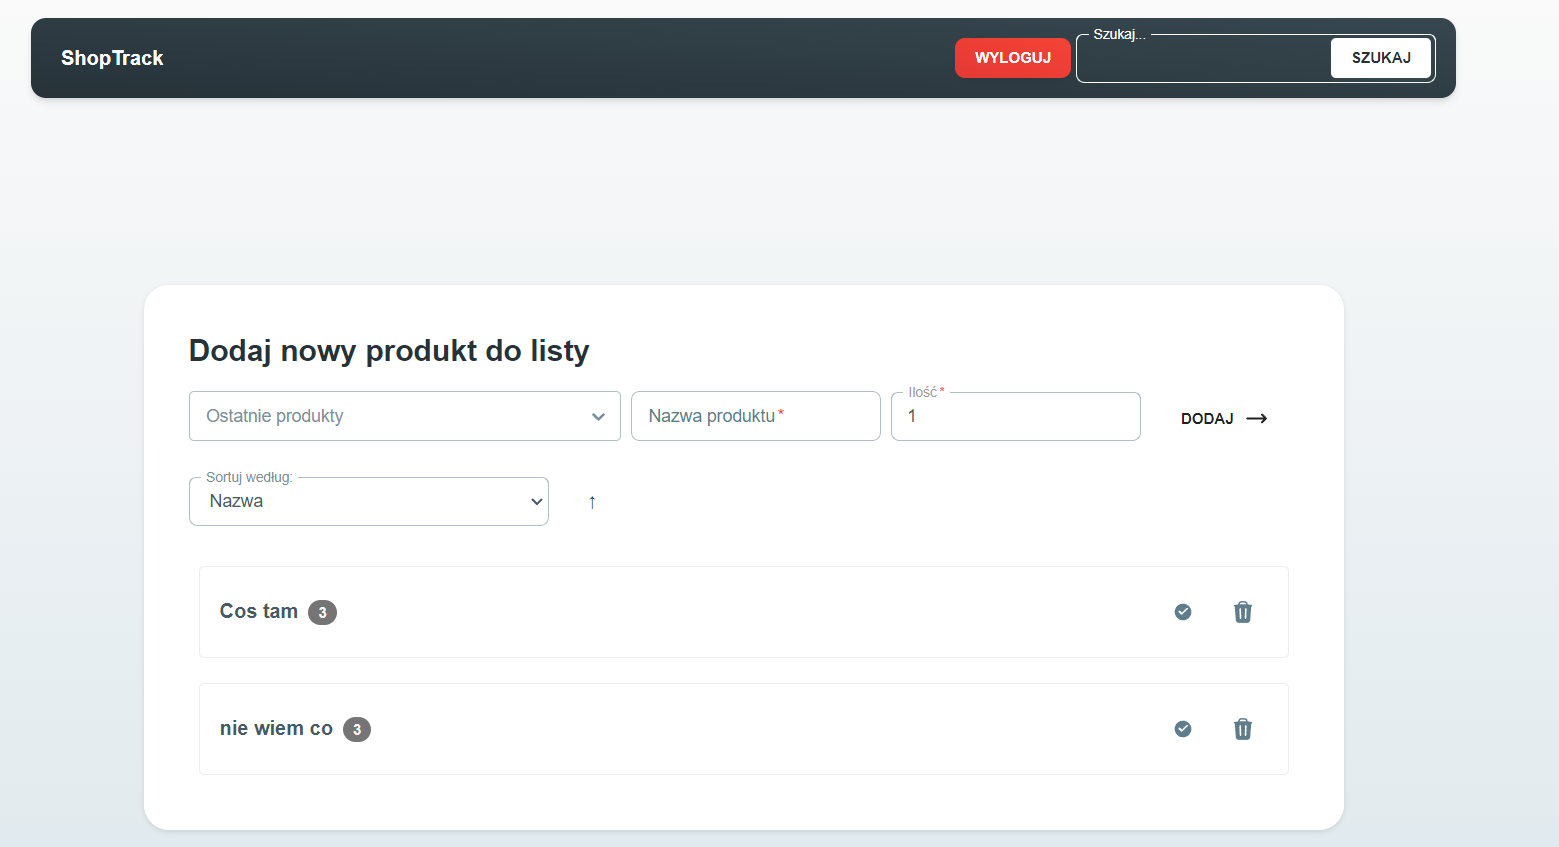 ShopTrack
WYLOGUJ
Szukaj...
SZUKAJ
Dodaj nowy produkt do listy
Ostatnie produkty
Nazwa produktu*
Ilość*
1
DODAJ →
Sortuj według:
Nazwa
↑
Cos tam 3
nie wiem co 3